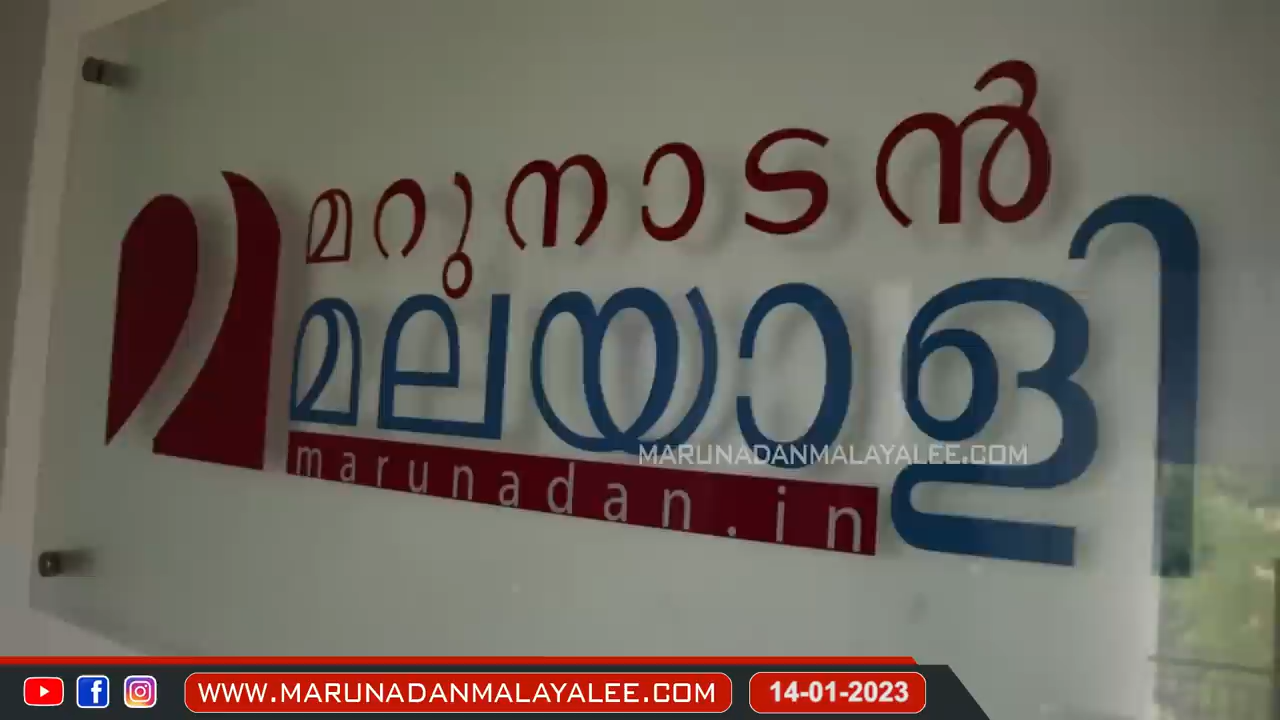 മറുനാടൻ
മലയാളി
marunadan.in
MARUNADANMALAYALEE.COM
WWW.MARUNADANMALAYALEE.COM
14-01-2023